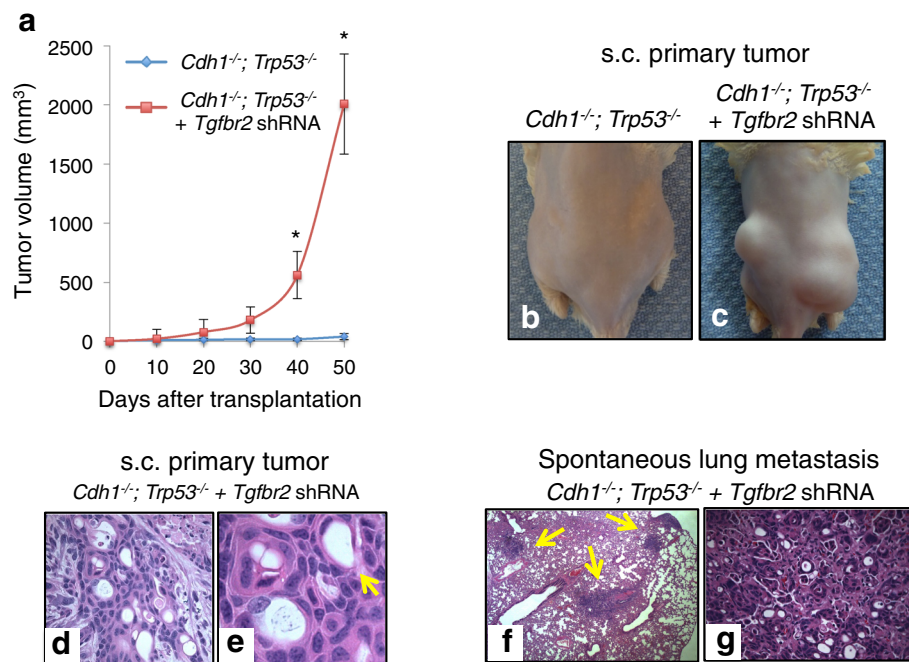 a
2500
2000
1500
1000
500
0
Tumor volume (mm³)
0 10 20 30 40 50
Days after transplantation
Cdh1⁻/⁻; Trp53⁻/⁻
Cdh1⁻/⁻; Trp53⁻/⁻
+ Tgfbr2 shRNA
*
*
s.c. primary tumor
Cdh1⁻/⁻; Trp53⁻/⁻
Cdh1⁻/⁻; Trp53⁻/⁻
+ Tgfbr2 shRNA
b
c
s.c. primary tumor
Cdh1⁻/⁻; Trp53⁻/⁻ + Tgfbr2 shRNA
d
e
Spontaneous lung metastasis
Cdh1⁻/⁻; Trp53⁻/⁻ + Tgfbr2 shRNA
f
g